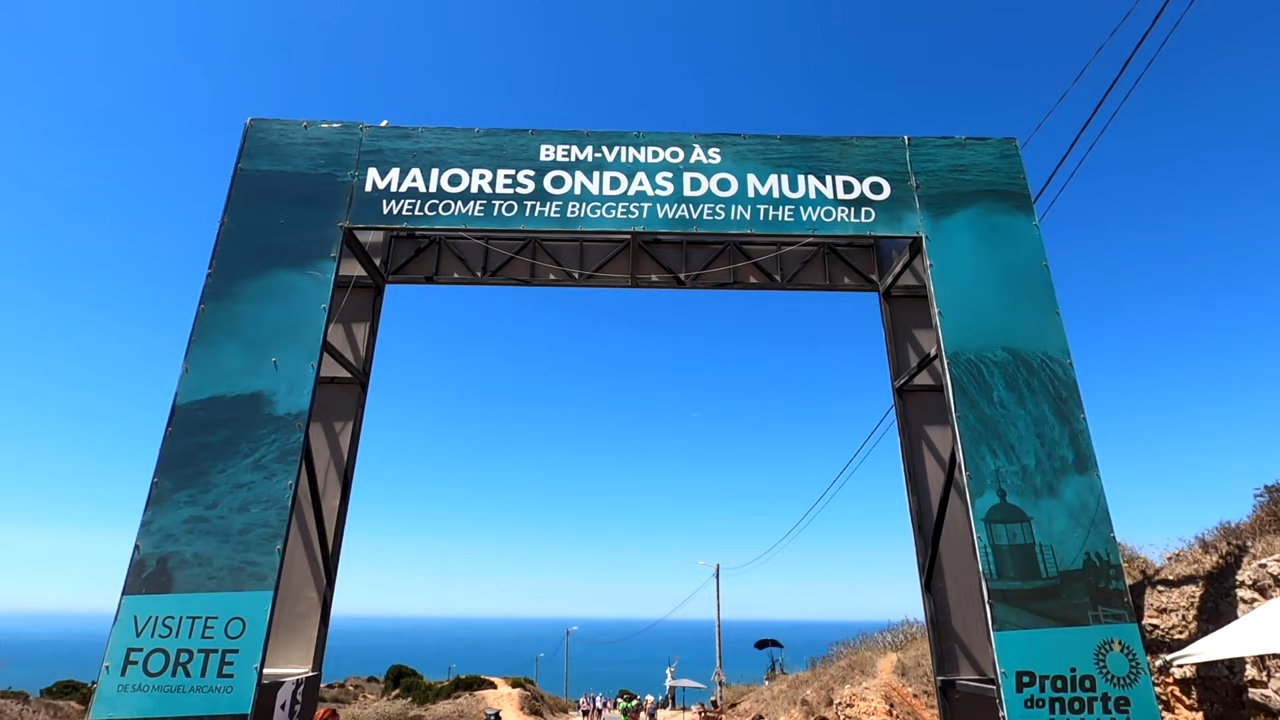 BEM-VINDO ÀS
MAIORES ONDAS DO MUNDO
WELCOME TO THE BIGGEST WAVES IN THE WORLD
VISITE O
FORTE
DE SÃO MIGUEL ARCANJO
Praia
do norte